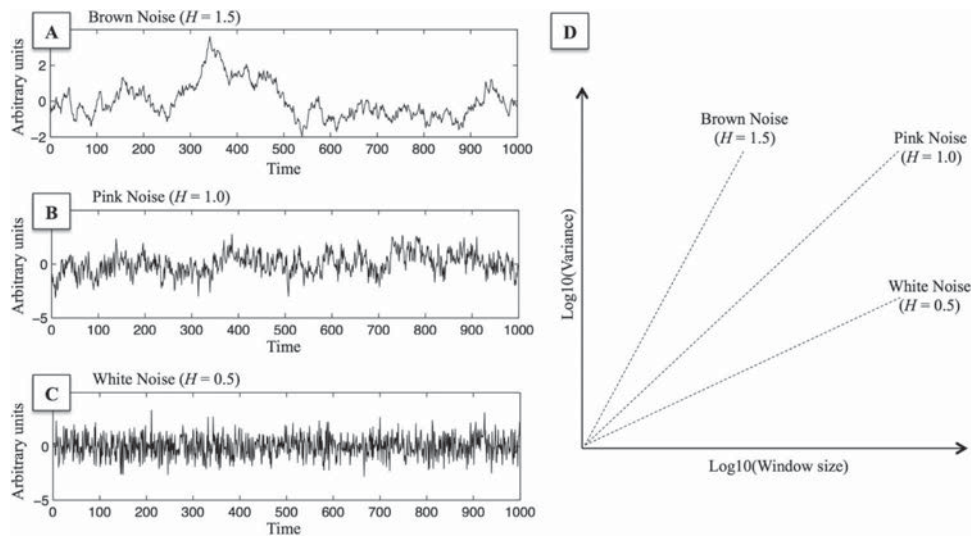 A
Brown Noise (H = 1.5)
Arbitrary units
2
0
−2
0 100 200 300 400 500 600 700 800 900 1000
Time
B
Pink Noise (H = 1.0)
Arbitrary units
0
−5
0 100 200 300 400 500 600 700 800 900 1000
Time
C
White Noise (H = 0.5)
Arbitrary units
0
−5
0 100 200 300 400 500 600 700 800 900 1000
Time
D
Brown Noise
(H = 1.5)
Pink Noise
(H = 1.0)
White Noise
(H = 0.5)
Log10(Variance)
Log10(Window size)